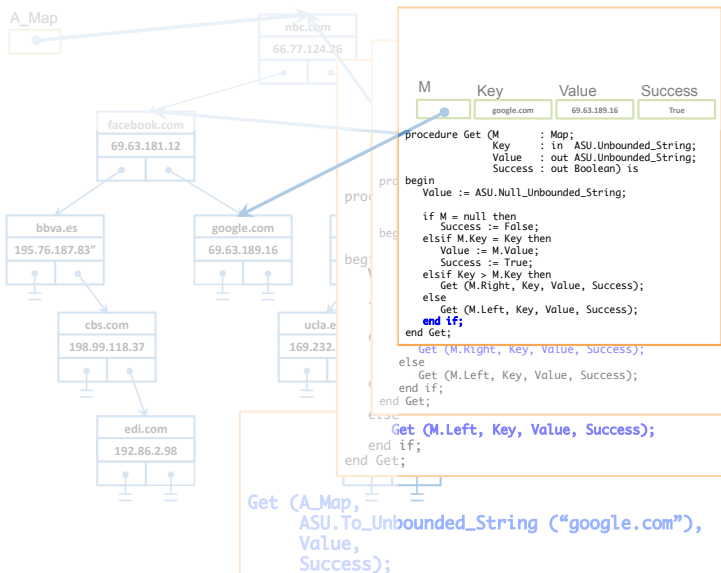 A_Map
nbc.com
66.77.124.26
facebook.com
69.63.181.12
bbva.es
195.76.187.83”
google.com
69.63.189.16
cbs.com
198.99.118.37
ucla.e
169.232.
edi.com
192.86.2.98
M Key Value Success
google.com 69.63.189.16 True
procedure Get (M : Map;
Key : in ASU.Unbounded_String;
Value : out ASU.Unbounded_String;
Success : out Boolean) is
begin
Value := ASU.Null_Unbounded_String;
if M = null then
Success := False;
elsif M.Key = Key then
Value := M.Value;
Success := True;
elsif Key > M.Key then
Get (M.Right, Key, Value, Success);
else
Get (M.Left, Key, Value, Success);
end if;
end Get;
Get (M.Right, Key, Value, Success);
else
Get (M.Left, Key, Value, Success);
end if;
end Get;
else
Get (M.Left, Key, Value, Success);
end if;
end Get;
Get (A_Map,
ASU.To_Unbounded_String (“google.com”),
Value,
Success);